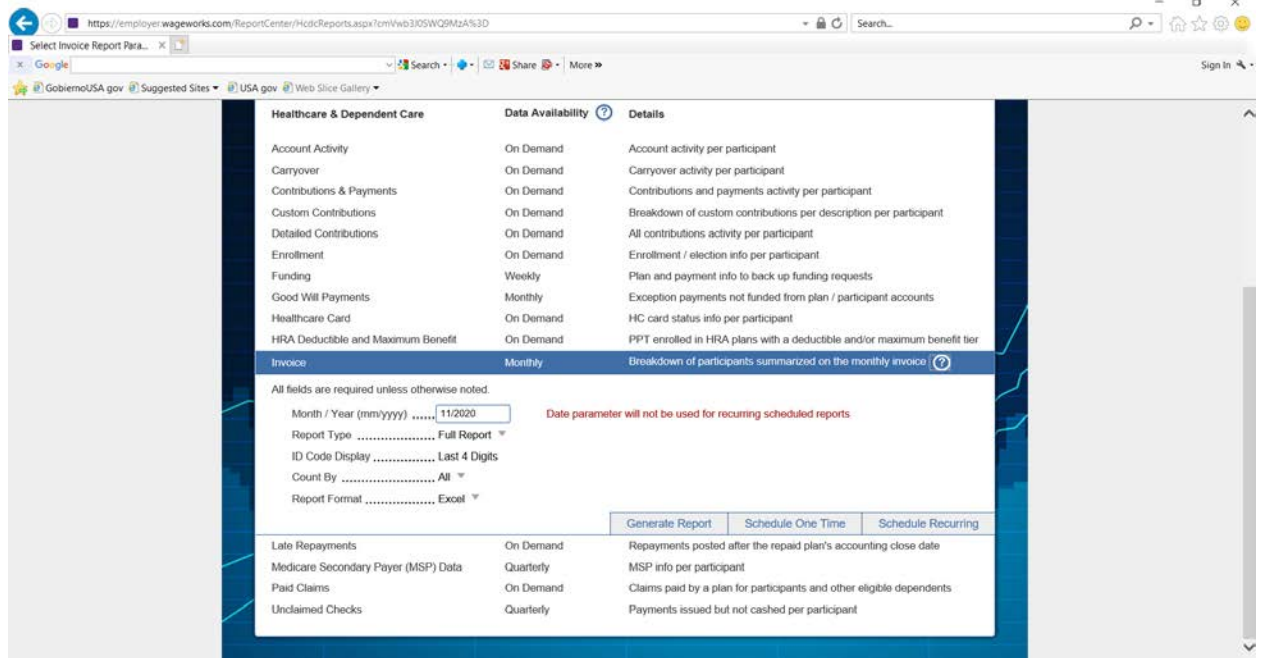 https://employer.wageworks.com/ReportCenter/HcdcReports.aspx?cmVwb3J0SWQ9MzA%3D
Search...
Select Invoice Report Para...
x Google Search Share More »
Sign In
GobiernoUSA gov Suggested Sites USA gov Web Slice Gallery
Healthcare & Dependent Care Data Availability ? Details
Account Activity On Demand Account activity per participant
Carryover On Demand Carryover activity per participant
Contributions & Payments On Demand Contributions and payments activity per participant
Custom Contributions On Demand Breakdown of custom contributions per description per participant
Detailed Contributions On Demand All contributions activity per participant
Enrollment On Demand Enrollment / election info per participant
Funding Weekly Plan and payment info to back up funding requests
Good Will Payments Monthly Exception payments not funded from plan / participant accounts
Healthcare Card On Demand HC card status info per participant
HRA Deductible and Maximum Benefit On Demand PPT enrolled in HRA plans with a deductible and/or maximum benefit tier
Invoice Monthly Breakdown of participants summarized on the monthly invoice ?
All fields are required unless otherwise noted.
Month / Year (mm/yyyy) ...... 11/2020 Date parameter will not be used for recurring scheduled reports
Report Type .................... Full Report
ID Code Display ................ Last 4 Digits
Count By ........................ All
Report Format .................. Excel
Generate Report Schedule One Time Schedule Recurring
Late Repayments On Demand Repayments posted after the repaid plan's accounting close date
Medicare Secondary Payer (MSP) Data Quarterly MSP info per participant
Paid Claims On Demand Claims paid by a plan for participants and other eligible dependents
Unclaimed Checks Quarterly Payments issued but not cashed per participant